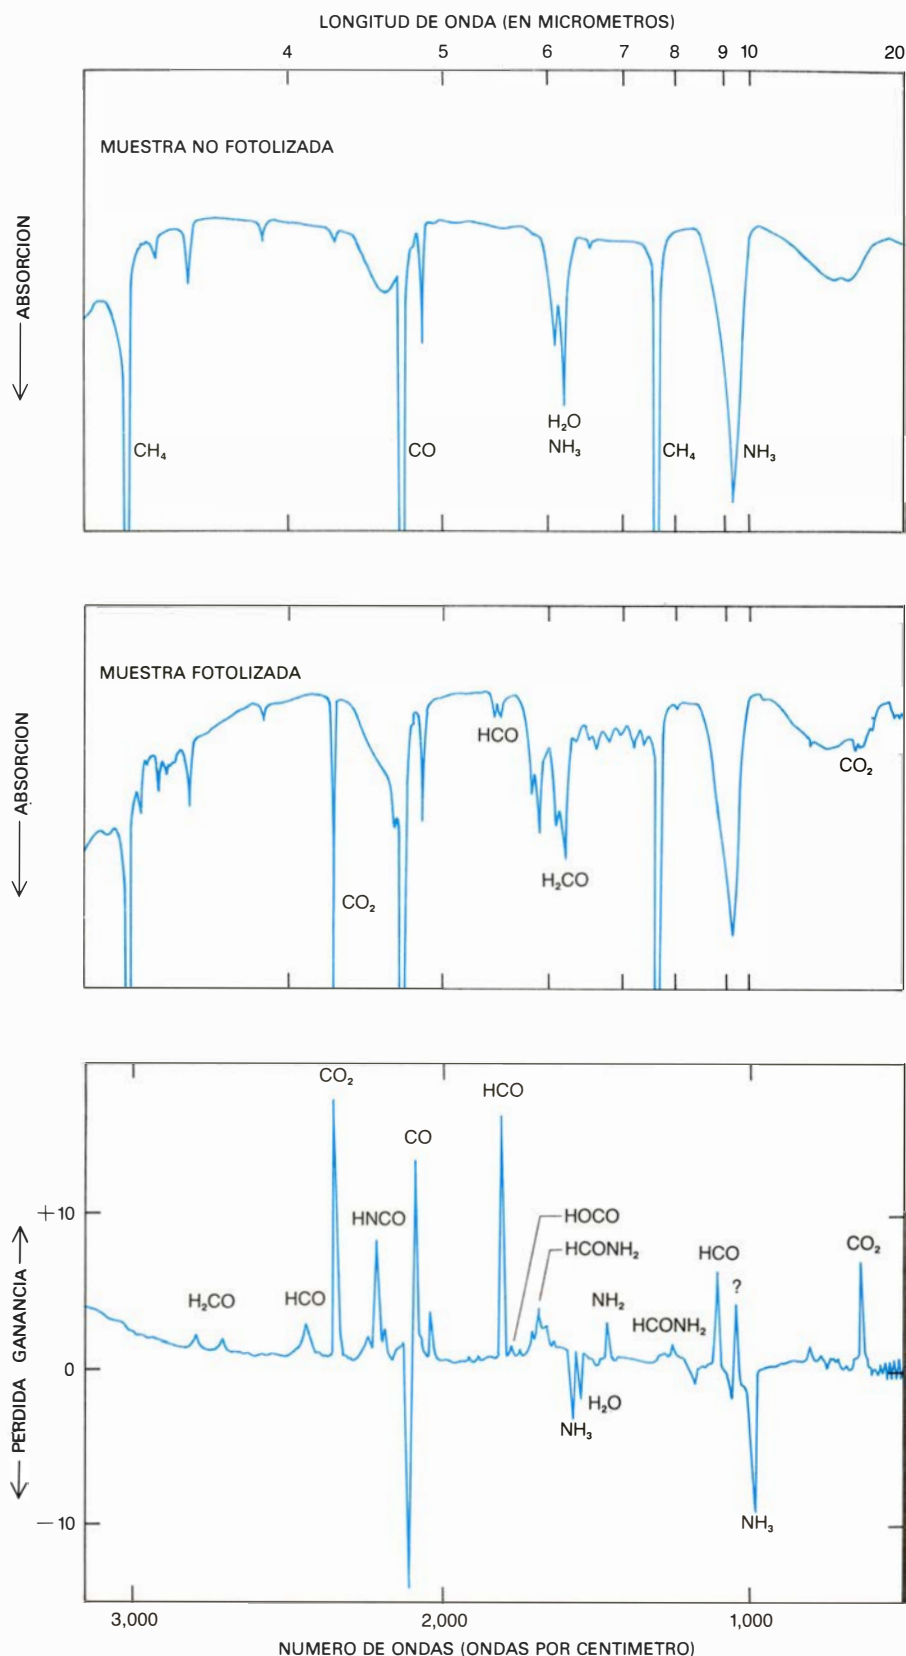 LONGITUD DE ONDA (EN MICROMETROS)
4 5 6 7 8 9 10 20
MUESTRA NO FOTOLIZADA
← ABSORCION
CH₄
CO
H₂O
NH₃
CH₄
NH₃
MUESTRA FOTOLIZADA
← ABSORCION
HCO
CO₂
H₂CO
CO₂
← PERDIDA GANANCIA →
+10
0
−10
CO₂
CO
HCO
HNCO
HOCO
HCONH₂
H₂CO
HCO
NH₂
HCONH₂
HCO
?
CO₂
H₂O
NH₃
NH₃
3,000 2,000 1,000
NUMERO DE ONDAS (ONDAS POR CENTIMETRO)